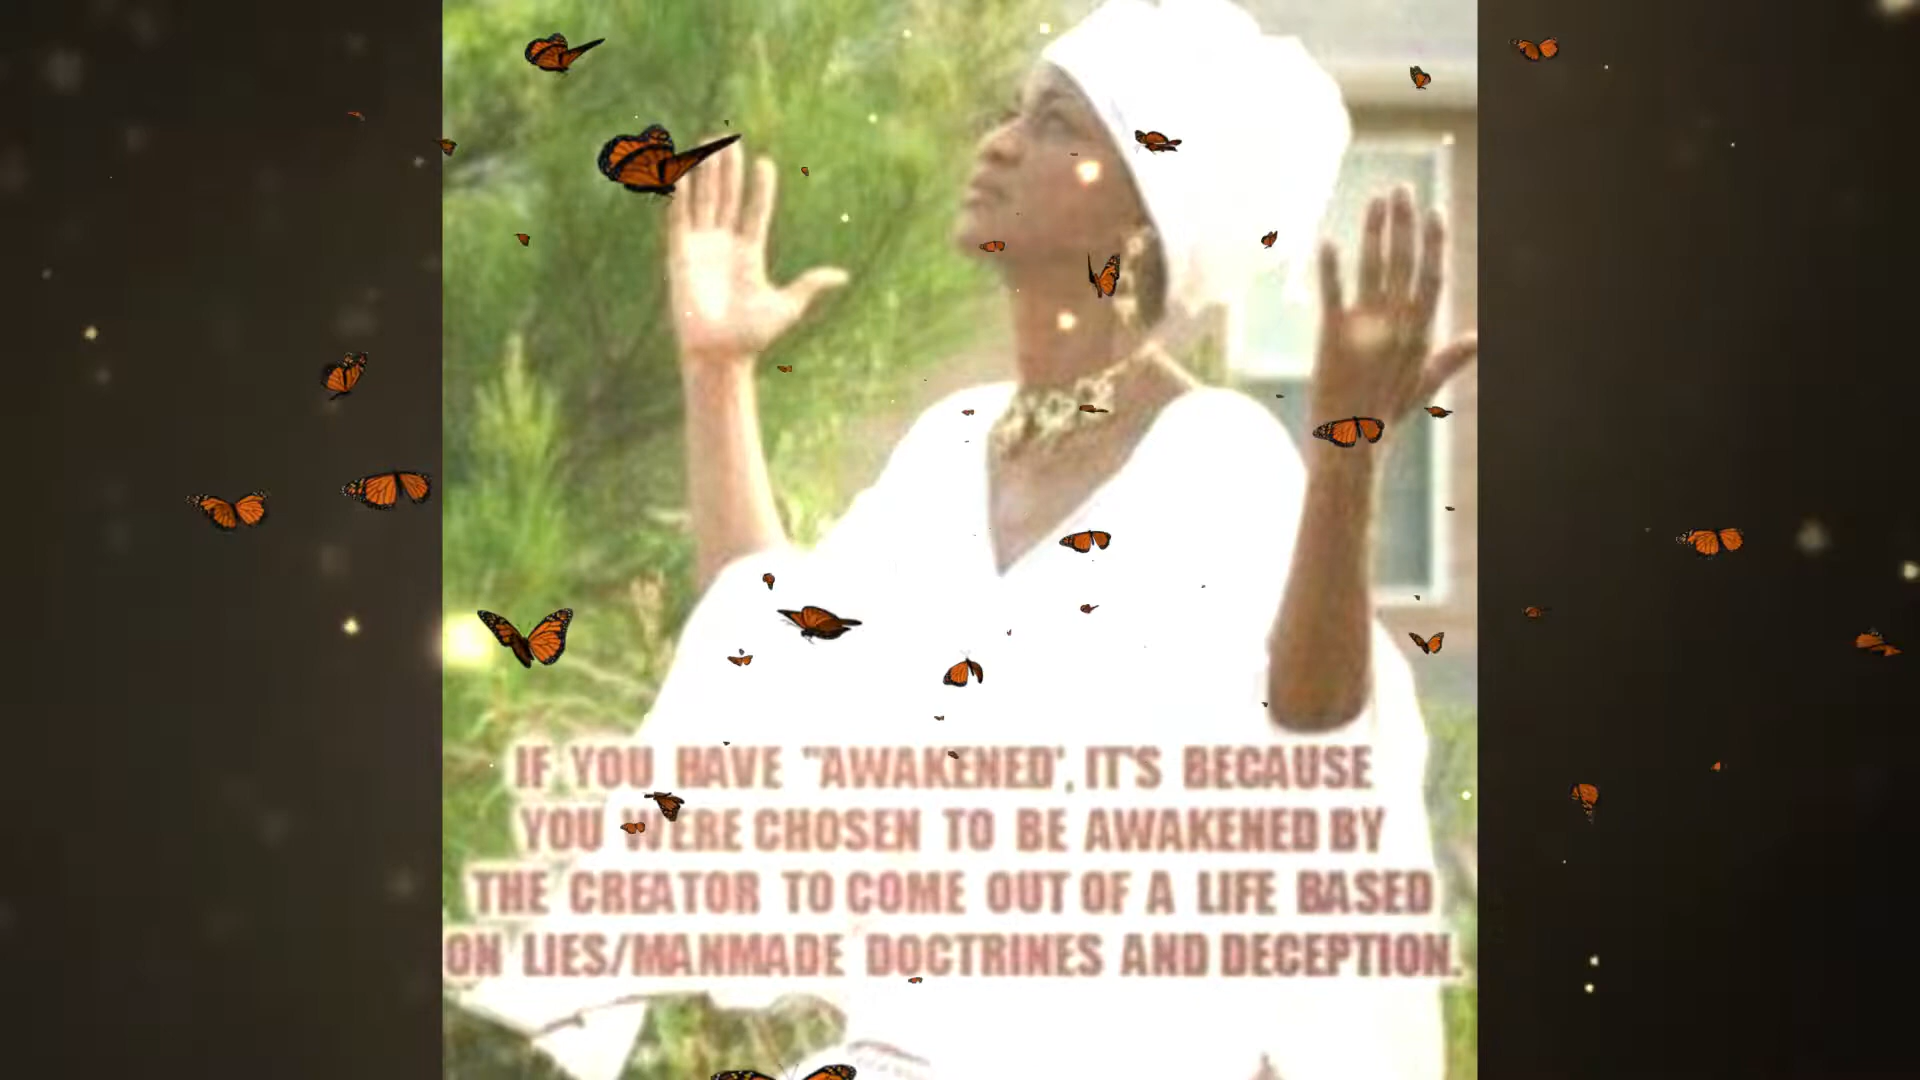 IF YOU HAVE "AWAKENED', IT'S BECAUSE
YOU WERE CHOSEN TO BE AWAKENED BY
THE CREATOR TO COME OUT OF A LIFE BASED
ON LIES/MANMADE DOCTRINES AND DECEPTION.